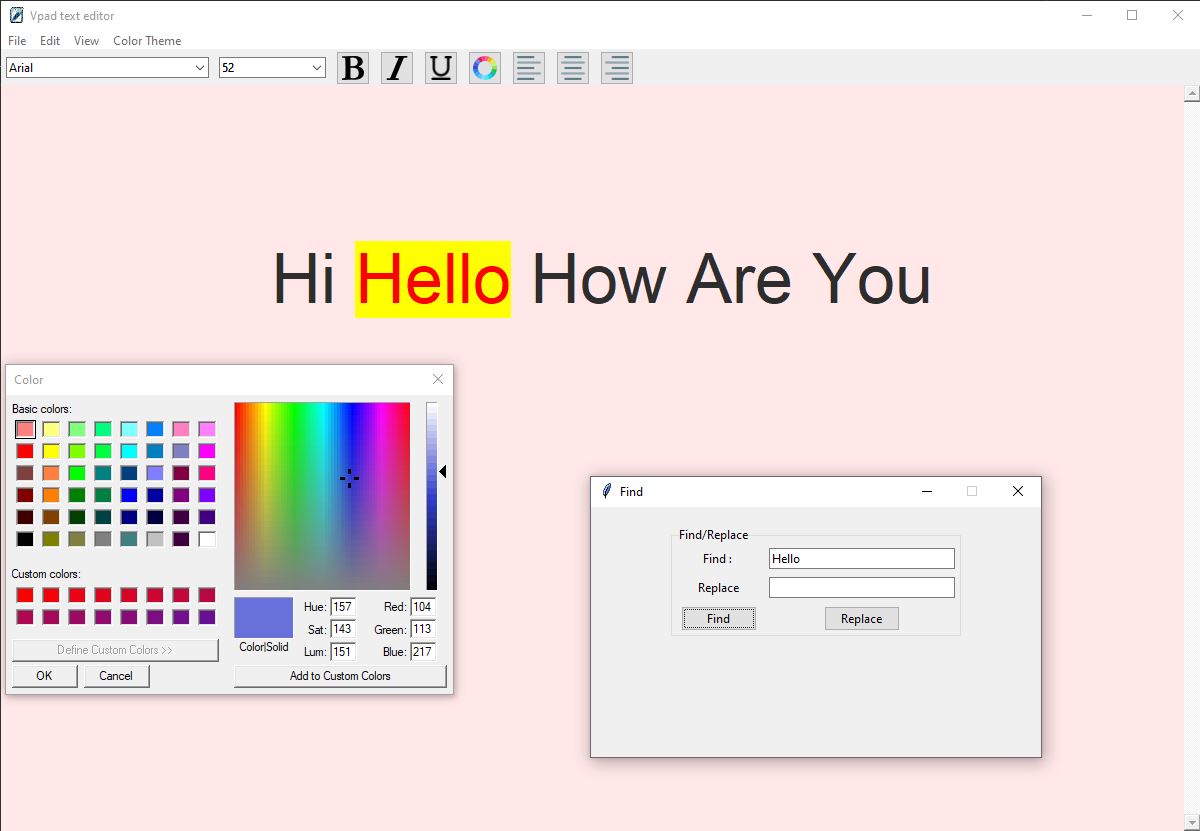 Vpad text editor
File Edit View Color Theme
Arial 52 B I U
Hi Hello How Are You
Color
Basic colors:
Custom colors:
Define Custom Colors >>
OK Cancel
Hue: 157 Red: 104
Sat: 143 Green: 113
Color|Solid Lum: 151 Blue: 217
Add to Custom Colors
Find
Find/Replace
Find : Hello
Replace
Find Replace